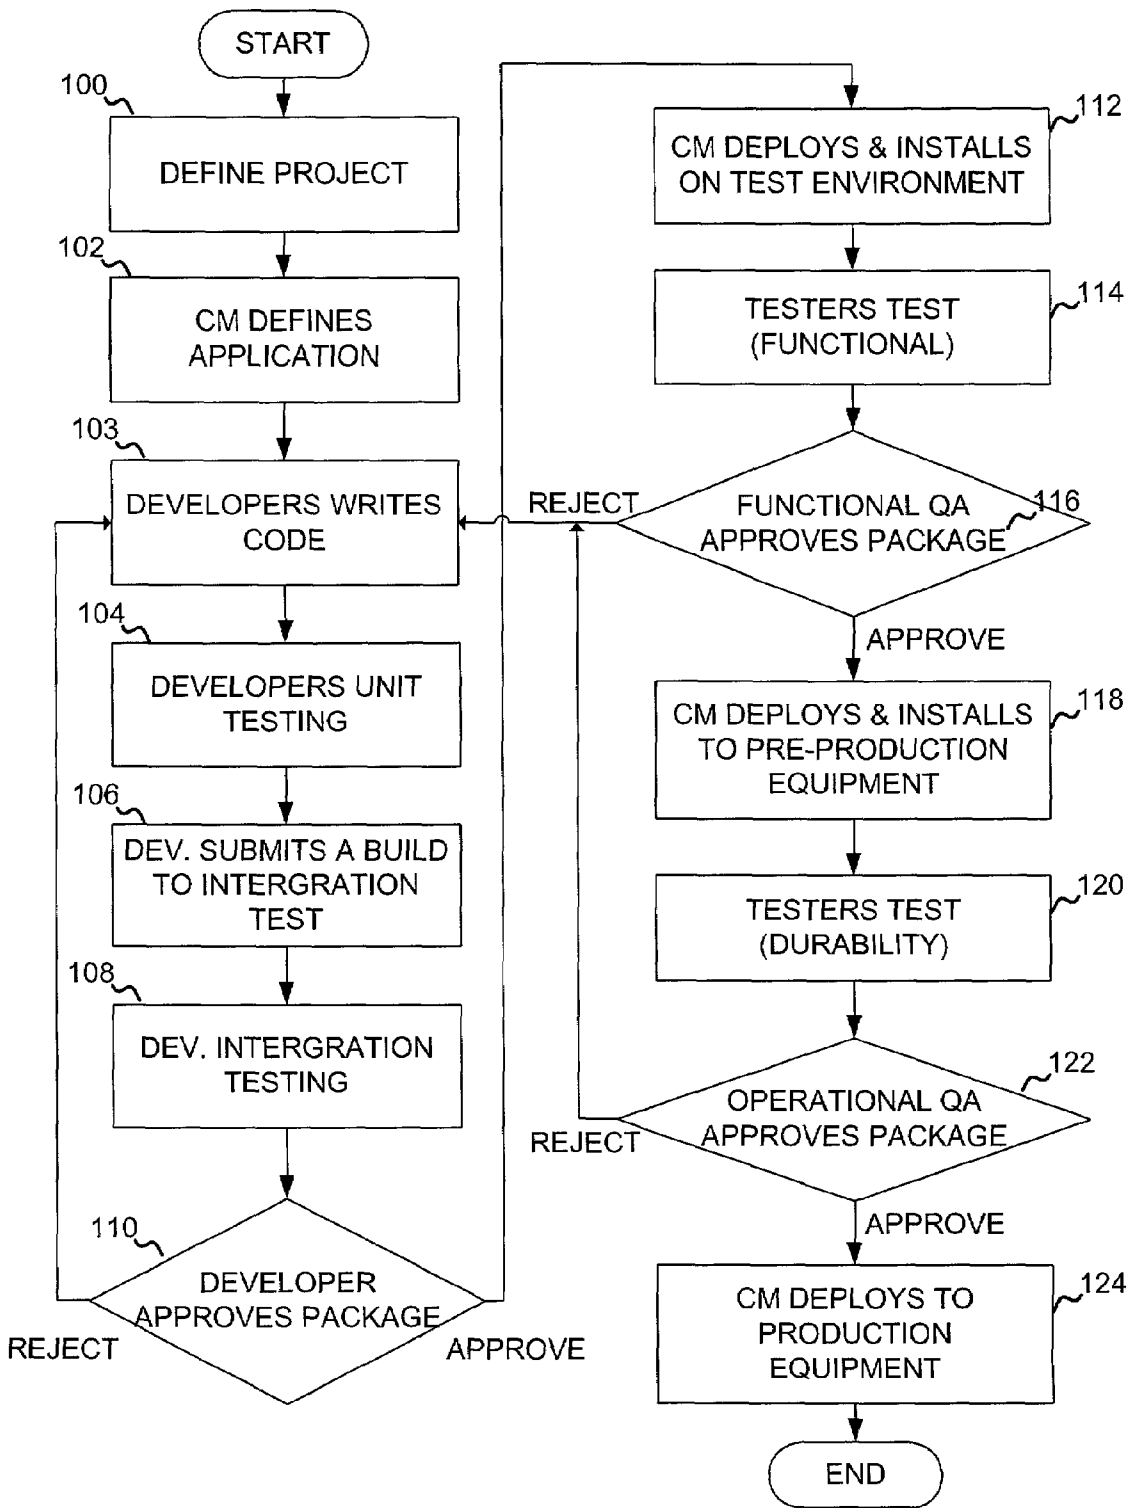 START
100
DEFINE PROJECT
102
CM DEFINES
APPLICATION
103
DEVELOPERS WRITES
CODE
104
DEVELOPERS UNIT
TESTING
106
DEV. SUBMITS A BUILD
TO INTERGRATION
TEST
108
DEV. INTERGRATION
TESTING
110
DEVELOPER
APPROVES PACKAGE
REJECT
APPROVE
112
CM DEPLOYS & INSTALLS
ON TEST ENVIRONMENT
114
TESTERS TEST
(FUNCTIONAL)
REJECT
FUNCTIONAL QA
116
APPROVES PACKAGE
APPROVE
118
CM DEPLOYS & INSTALLS
TO PRE-PRODUCTION
EQUIPMENT
120
TESTERS TEST
(DURABILITY)
122
OPERATIONAL QA
APPROVES PACKAGE
REJECT
APPROVE
124
CM DEPLOYS TO
PRODUCTION
EQUIPMENT
END